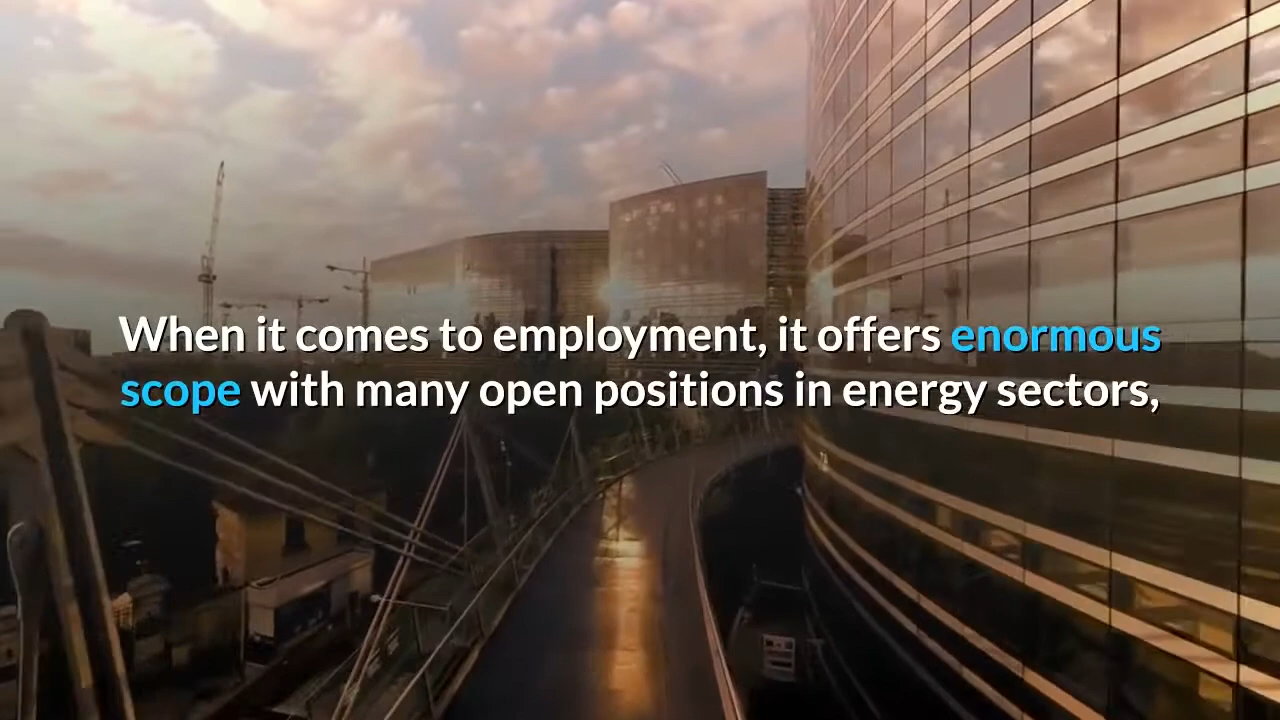 When it comes to employment, it offers enormous
scope with many open positions in energy sectors,